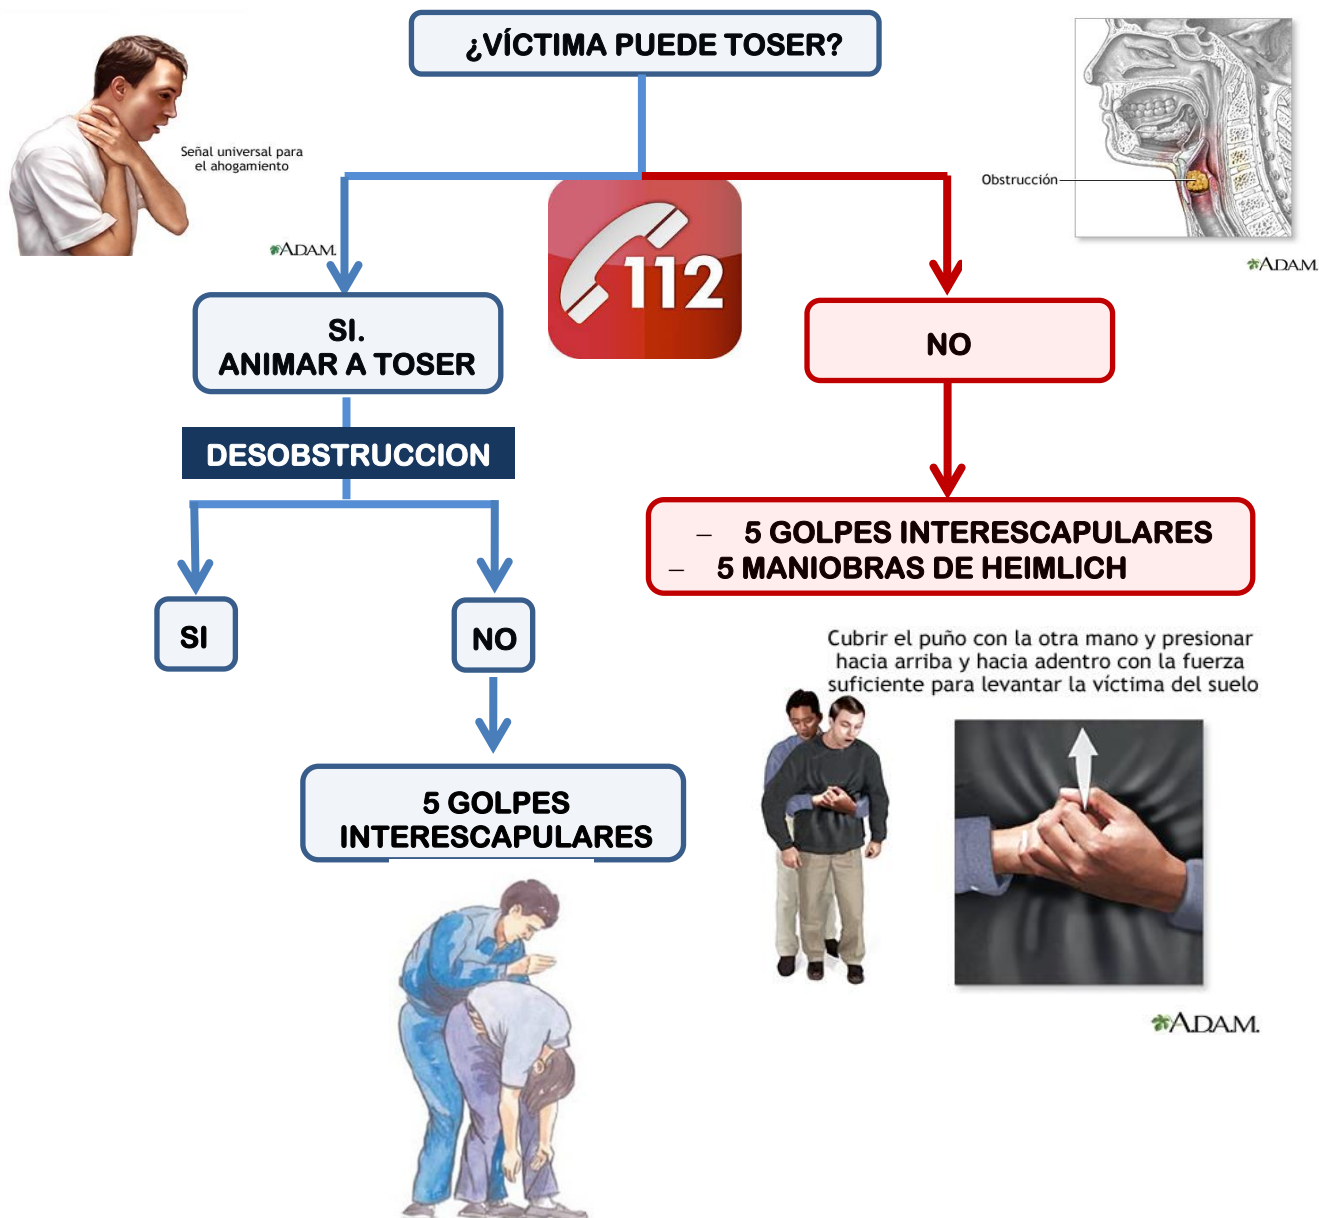 ¿VÍCTIMA PUEDE TOSER?
Señal universal para
el ahogamiento
ADAM.
112
Obstrucción
ADAM
SI.
ANIMAR A TOSER
NO
DESOBSTRUCCION
– 5 GOLPES INTERESCAPULARES
– 5 MANIOBRAS DE HEIMLICH
SI
NO
Cubrir el puño con la otra mano y presionar
hacia arriba y hacia adentro con la fuerza
suficiente para levantar la víctima del suelo
5 GOLPES
INTERESCAPULARES
A.D.A.M.